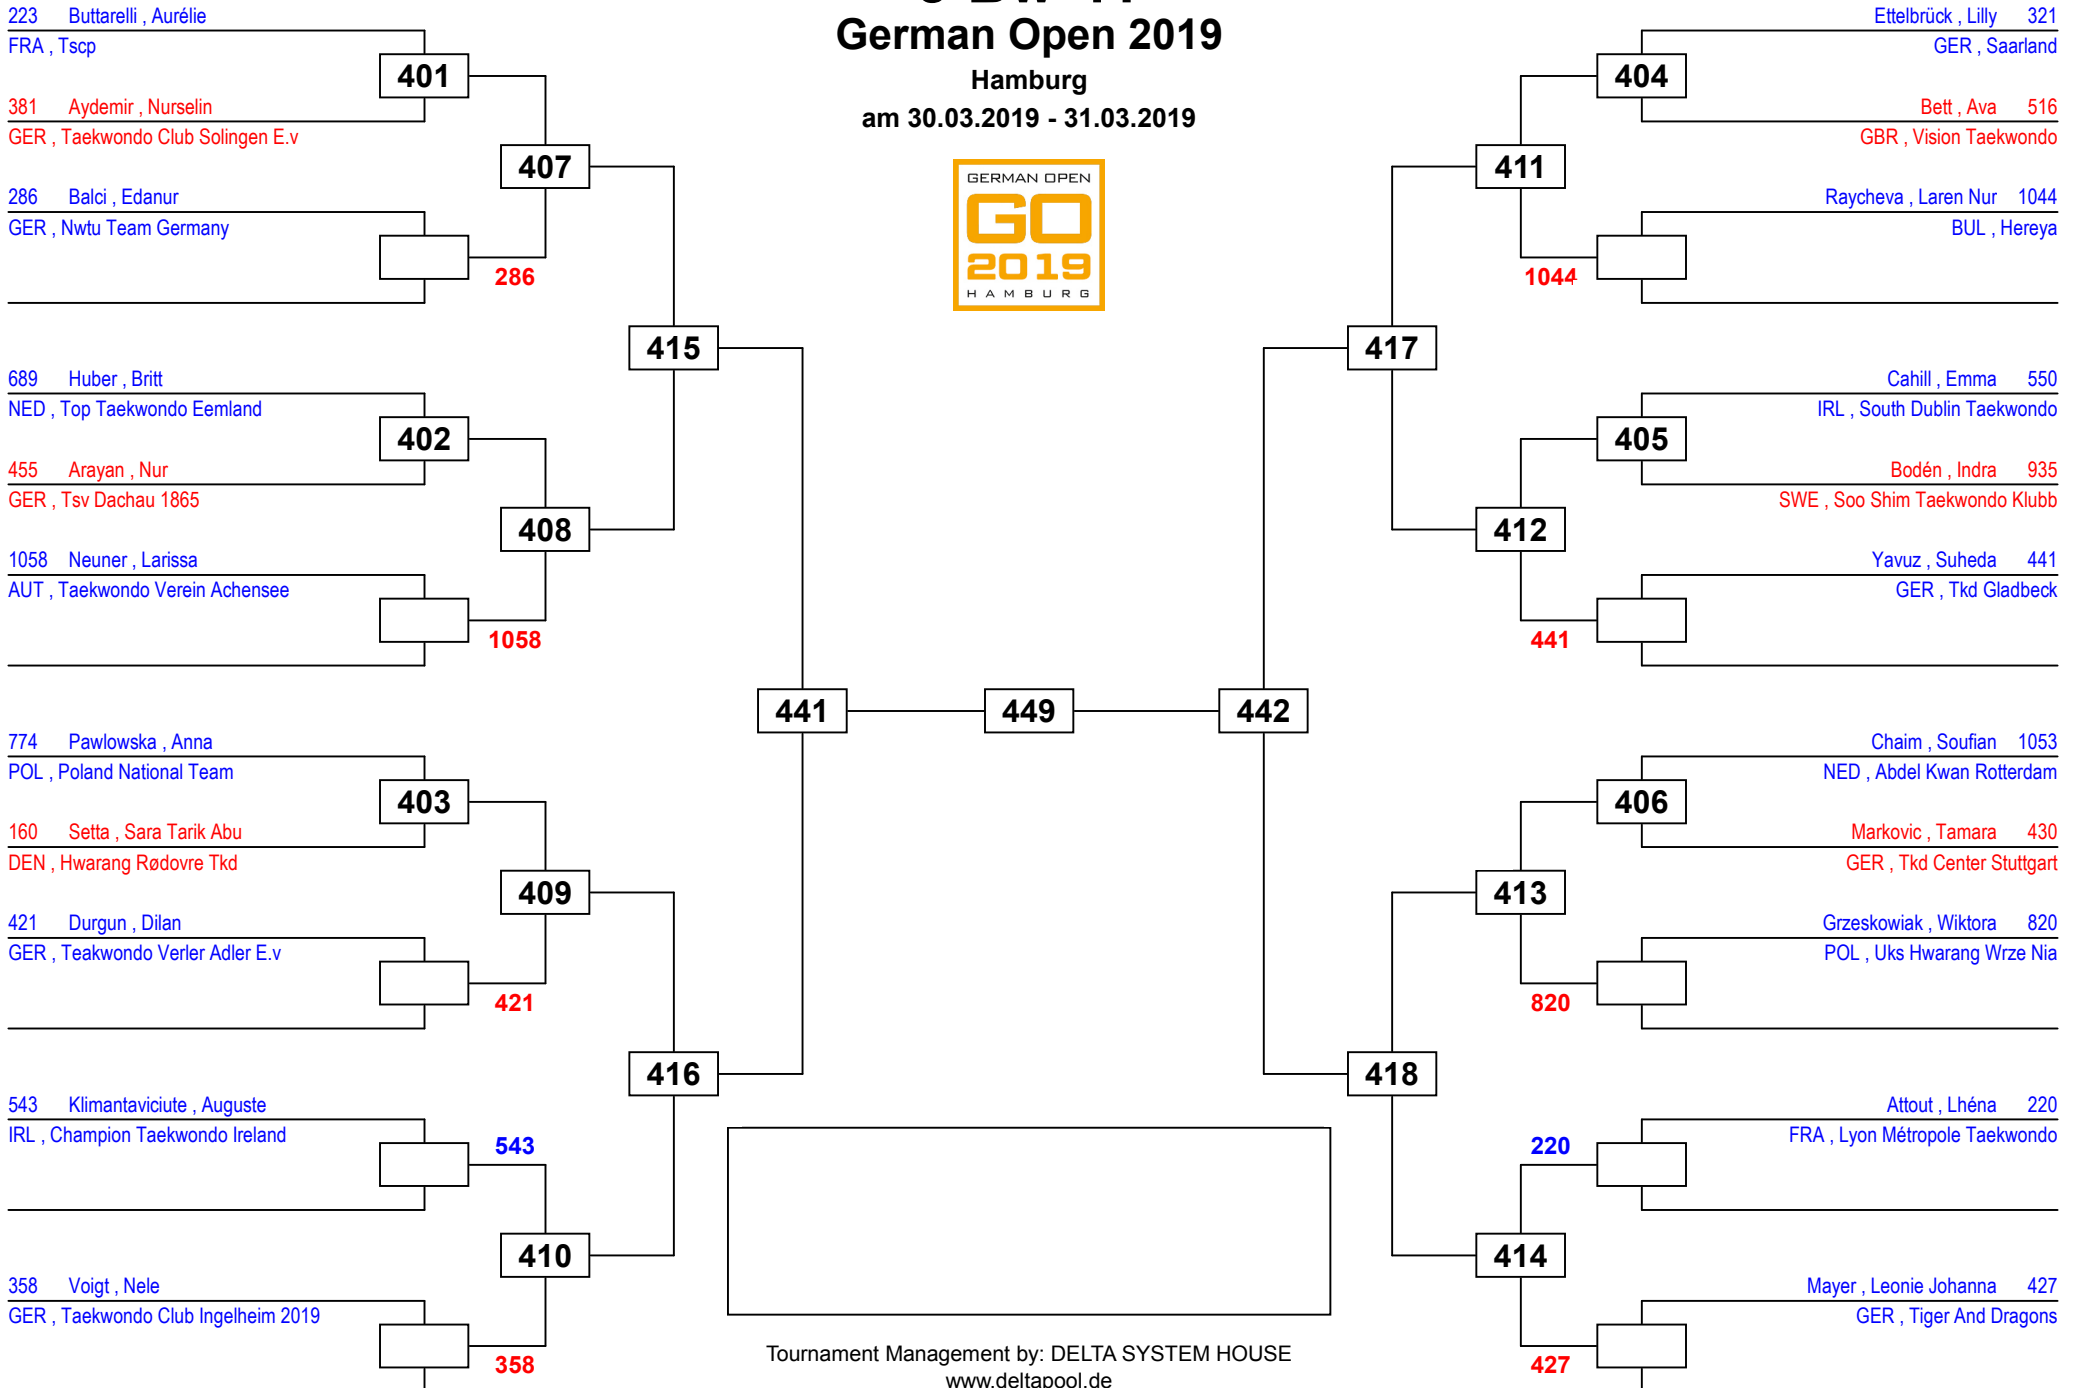 German Open 2019
Hamburg
am 30.03.2019 - 31.03.2019
GERMAN OPEN
GO
2019
HAMBURG
223 Buttarelli , Aurélie
FRA , Tscp
401
381 Aydemir , Nurselin
GER , Taekwondo Club Solingen E.v
407
286 Balci , Edanur
GER , Nwtu Team Germany
286
415
689 Huber , Britt
NED , Top Taekwondo Eemland
402
455 Arayan , Nur
GER , Tsv Dachau 1865
408
1058 Neuner , Larissa
AUT , Taekwondo Verein Achensee
1058
441
449
442
774 Pawlowska , Anna
POL , Poland National Team
403
160 Setta , Sara Tarik Abu
DEN , Hwarang Rødovre Tkd
409
421 Durgun , Dilan
GER , Teakwondo Verler Adler E.v
421
416
543 Klimantaviciute , Auguste
IRL , Champion Taekwondo Ireland
543
410
358 Voigt , Nele
GER , Taekwondo Club Ingelheim 2019
358
Ettelbrück , Lilly 321
GER , Saarland
404
Bett , Ava 516
GBR , Vision Taekwondo
411
Raycheva , Laren Nur 1044
BUL , Hereya
1044
417
Cahill , Emma 550
IRL , South Dublin Taekwondo
405
Bodén , Indra 935
SWE , Soo Shim Taekwondo Klubb
412
Yavuz , Suheda 441
GER , Tkd Gladbeck
441
Chaim , Soufian 1053
NED , Abdel Kwan Rotterdam
406
Markovic , Tamara 430
GER , Tkd Center Stuttgart
413
Grzeskowiak , Wiktora 820
POL , Uks Hwarang Wrze Nia
820
418
Attout , Lhéna 220
FRA , Lyon Métropole Taekwondo
220
414
Mayer , Leonie Johanna 427
GER , Tiger And Dragons
427
Tournament Management by: DELTA SYSTEM HOUSE
www.deltapool.de